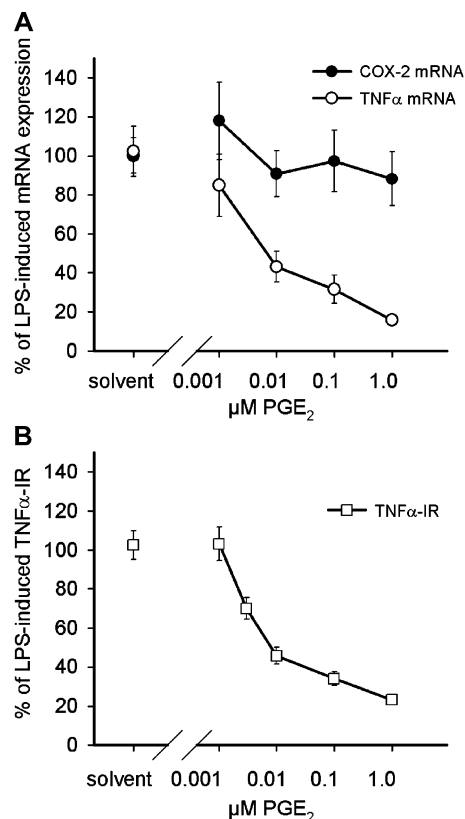 A
% of LPS-induced mRNA expression
140
120
100
80
60
40
20
0
COX-2 mRNA
TNFα mRNA
solvent 0.001 0.01 0.1 1.0
µM PGE2
B
% of LPS-induced TNFα-IR
140
120
100
80
60
40
20
0
TNFα-IR
solvent 0.001 0.01 0.1 1.0
µM PGE2